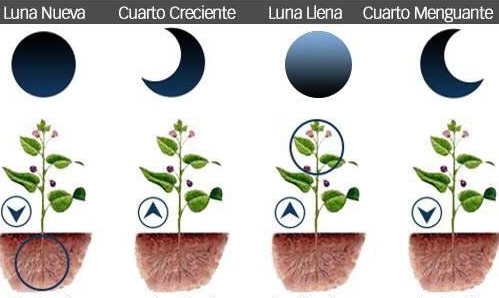 Luna Nueva
Cuarto Creciente
Luna Llena
Cuarto Menguante